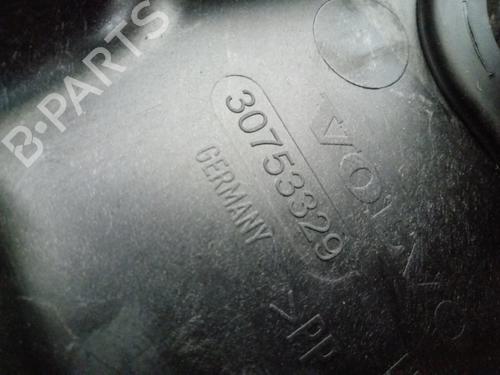 B-PARTS
VOLVO
30753329
GERMANY
>PP